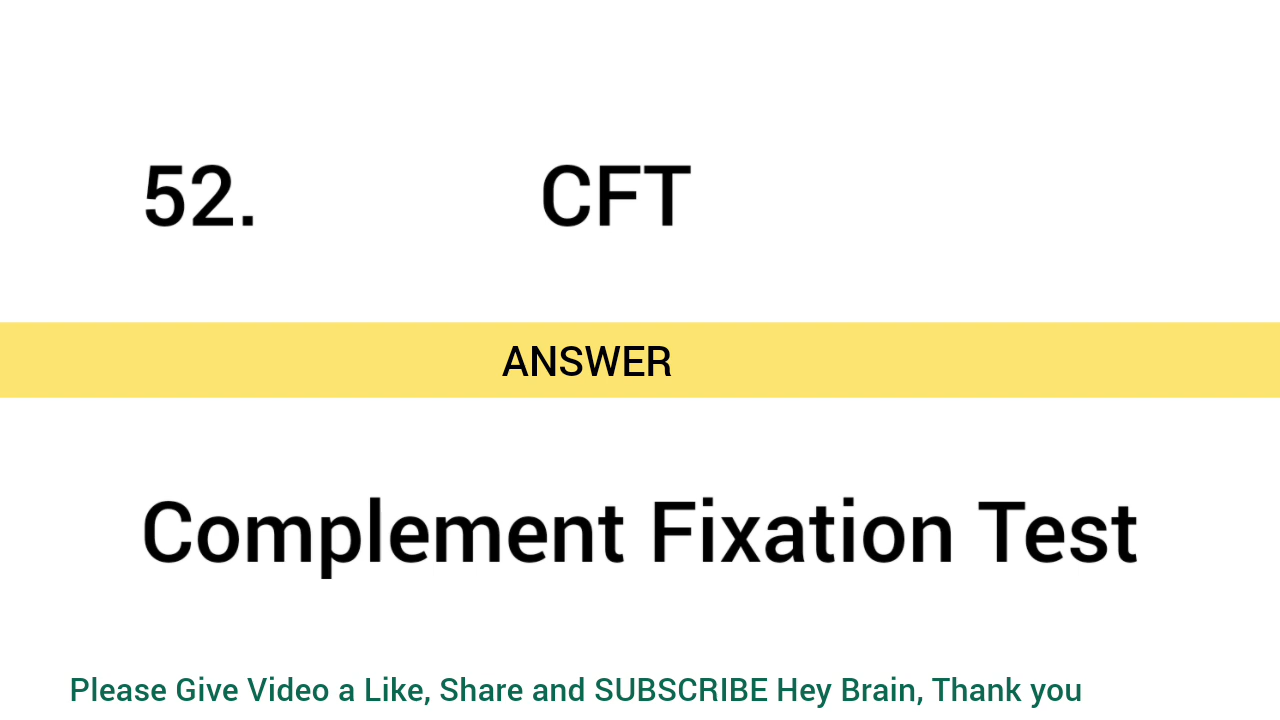 52. CFT
ANSWER
Complement Fixation Test
Please Give Video a Like, Share and SUBSCRIBE Hey Brain, Thank you